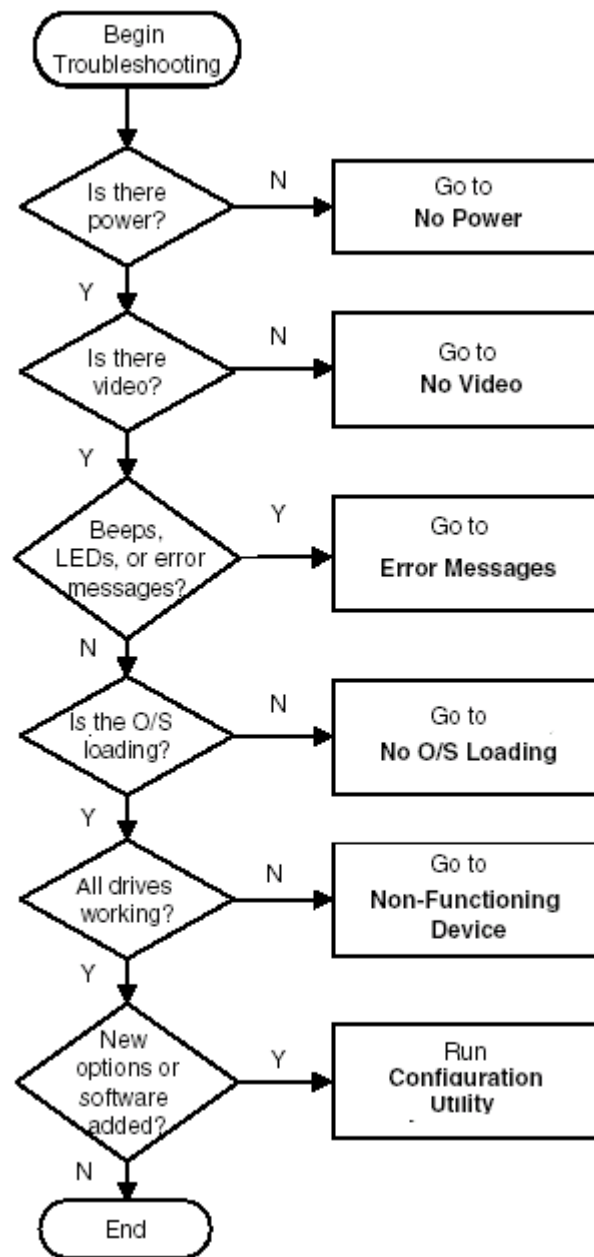 Begin
Troubleshooting
Is there
power?
N
Go to
No Power
Y
Is there
video?
N
Go to
No Video
Y
Beeps,
LEDs, or error
messages?
Y
Go to
Error Messages
N
Is the O/S
loading?
N
Go to
No O/S Loading
Y
All drives
working?
N
Go to
Non-Functioning
Device
Y
New
options or
software
added?
Y
Run
Configuration
Utility
N
End